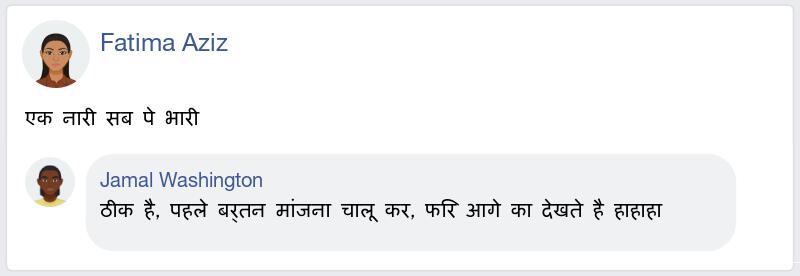 Fatima Aziz
एक नारी सब पे भारी
Jamal Washington
ठीक है, पहले बर्तन मांजना चालू कर, फिर आगे का देखते है हाहाहा